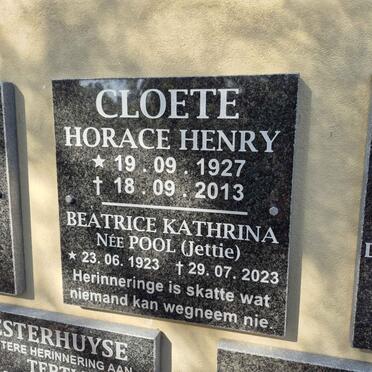 CLOETE
HORACE HENRY
★ 19 . 09 . 1927
† 18 . 09 . 2013
BEATRICE KATHRINA
NÉE POOL (Jettie)
★ 23. 06. 1923 † 29. 07. 2023
Herinneringe is skatte wat
niemand kan wegneem nie.
ESTERHUYSE
TERE HERINNERING AAN